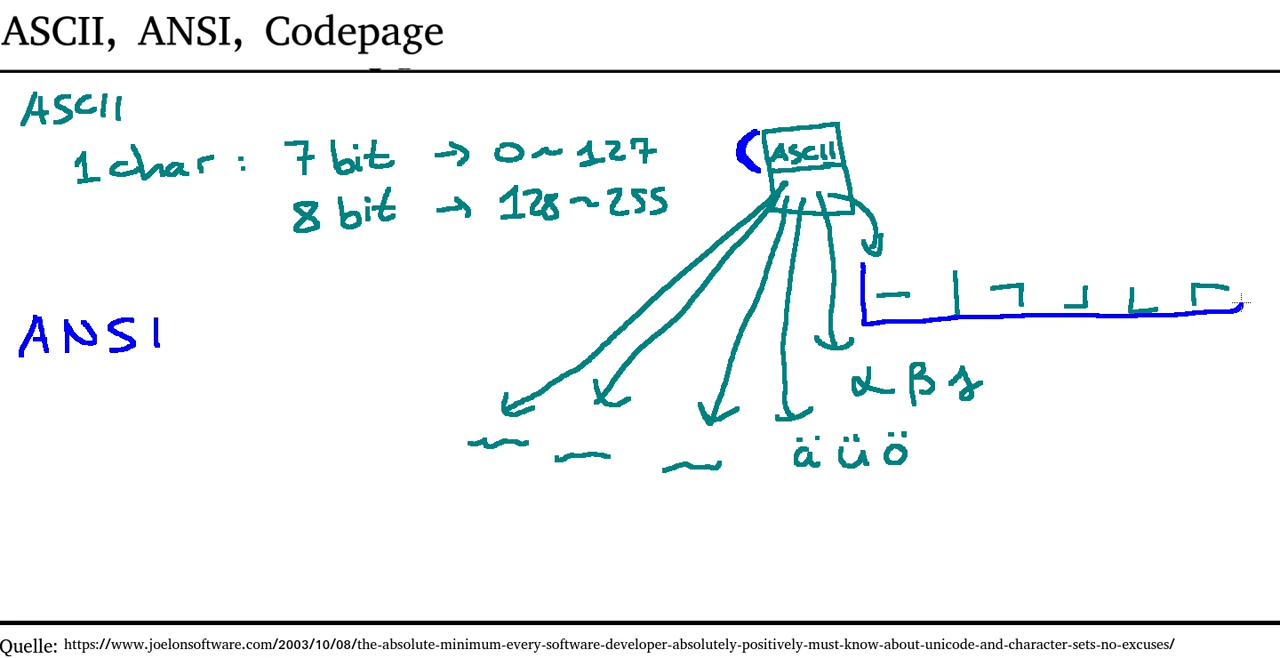 ASCII, ANSI, Codepage
ASCII
1 char : 7 bit → 0 ~ 127
8 bit → 128 ~ 255
ASCII
ANSI
α β γ
ä ü ö
Quelle: https://www.joelonsoftware.com/2003/10/08/the-absolute-minimum-every-software-developer-absolutely-positively-must-know-about-unicode-and-character-sets-no-excuses/